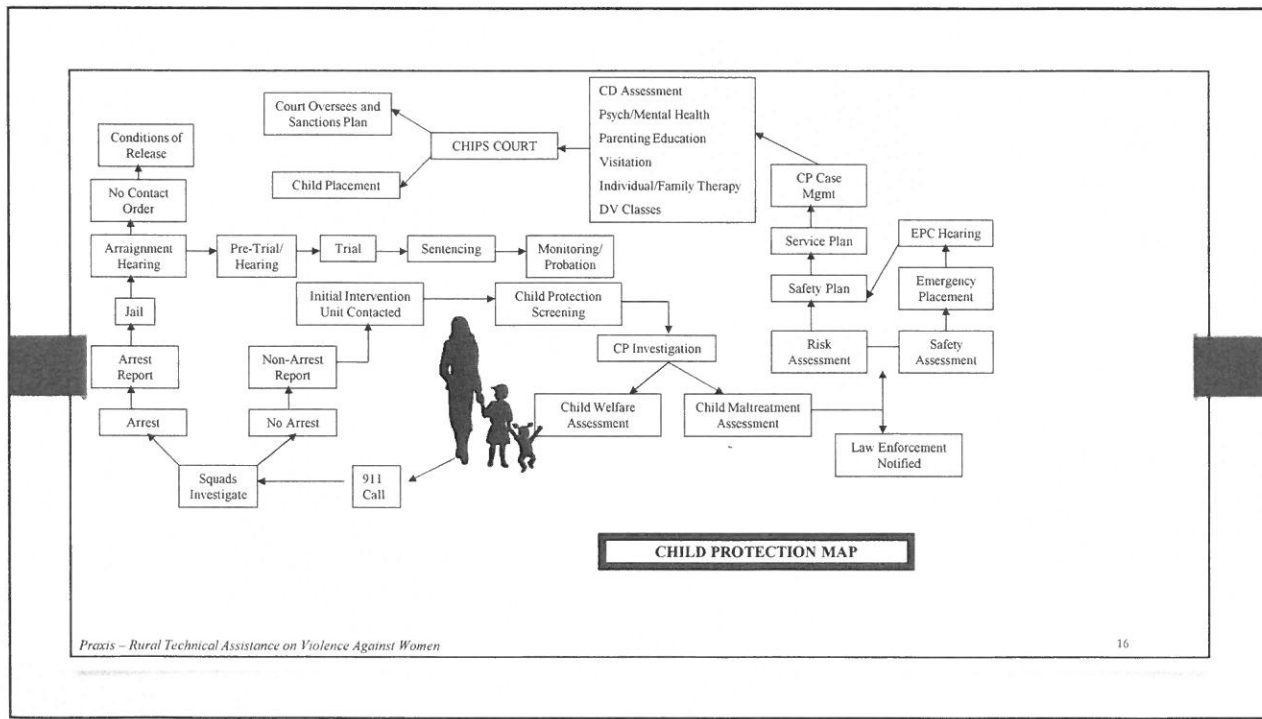 CD Assessment
Psych/Mental Health
Parenting Education
Visitation
Individual/Family Therapy
DV Classes
Court Oversees and
Sanctions Plan
CHIPS COURT
Child Placement
Conditions of
Release
No Contact
Order
Arraignment
Hearing
Pre-Trial/
Hearing
Trial
Sentencing
Monitoring/
Probation
CP Case
Mgmt
Service Plan
EPC Hearing
Safety Plan
Emergency
Placement
Jail
Initial Intervention
Unit Contacted
Child Protection
Screening
CP Investigation
Risk
Assessment
Safety
Assessment
Arrest
Report
Non-Arrest
Report
Arrest
No Arrest
Child Welfare
Assessment
Child Maltreatment
Assessment
Law Enforcement
Notified
Squads
Investigate
911
Call
CHILD PROTECTION MAP
Praxis – Rural Technical Assistance on Violence Against Women
16